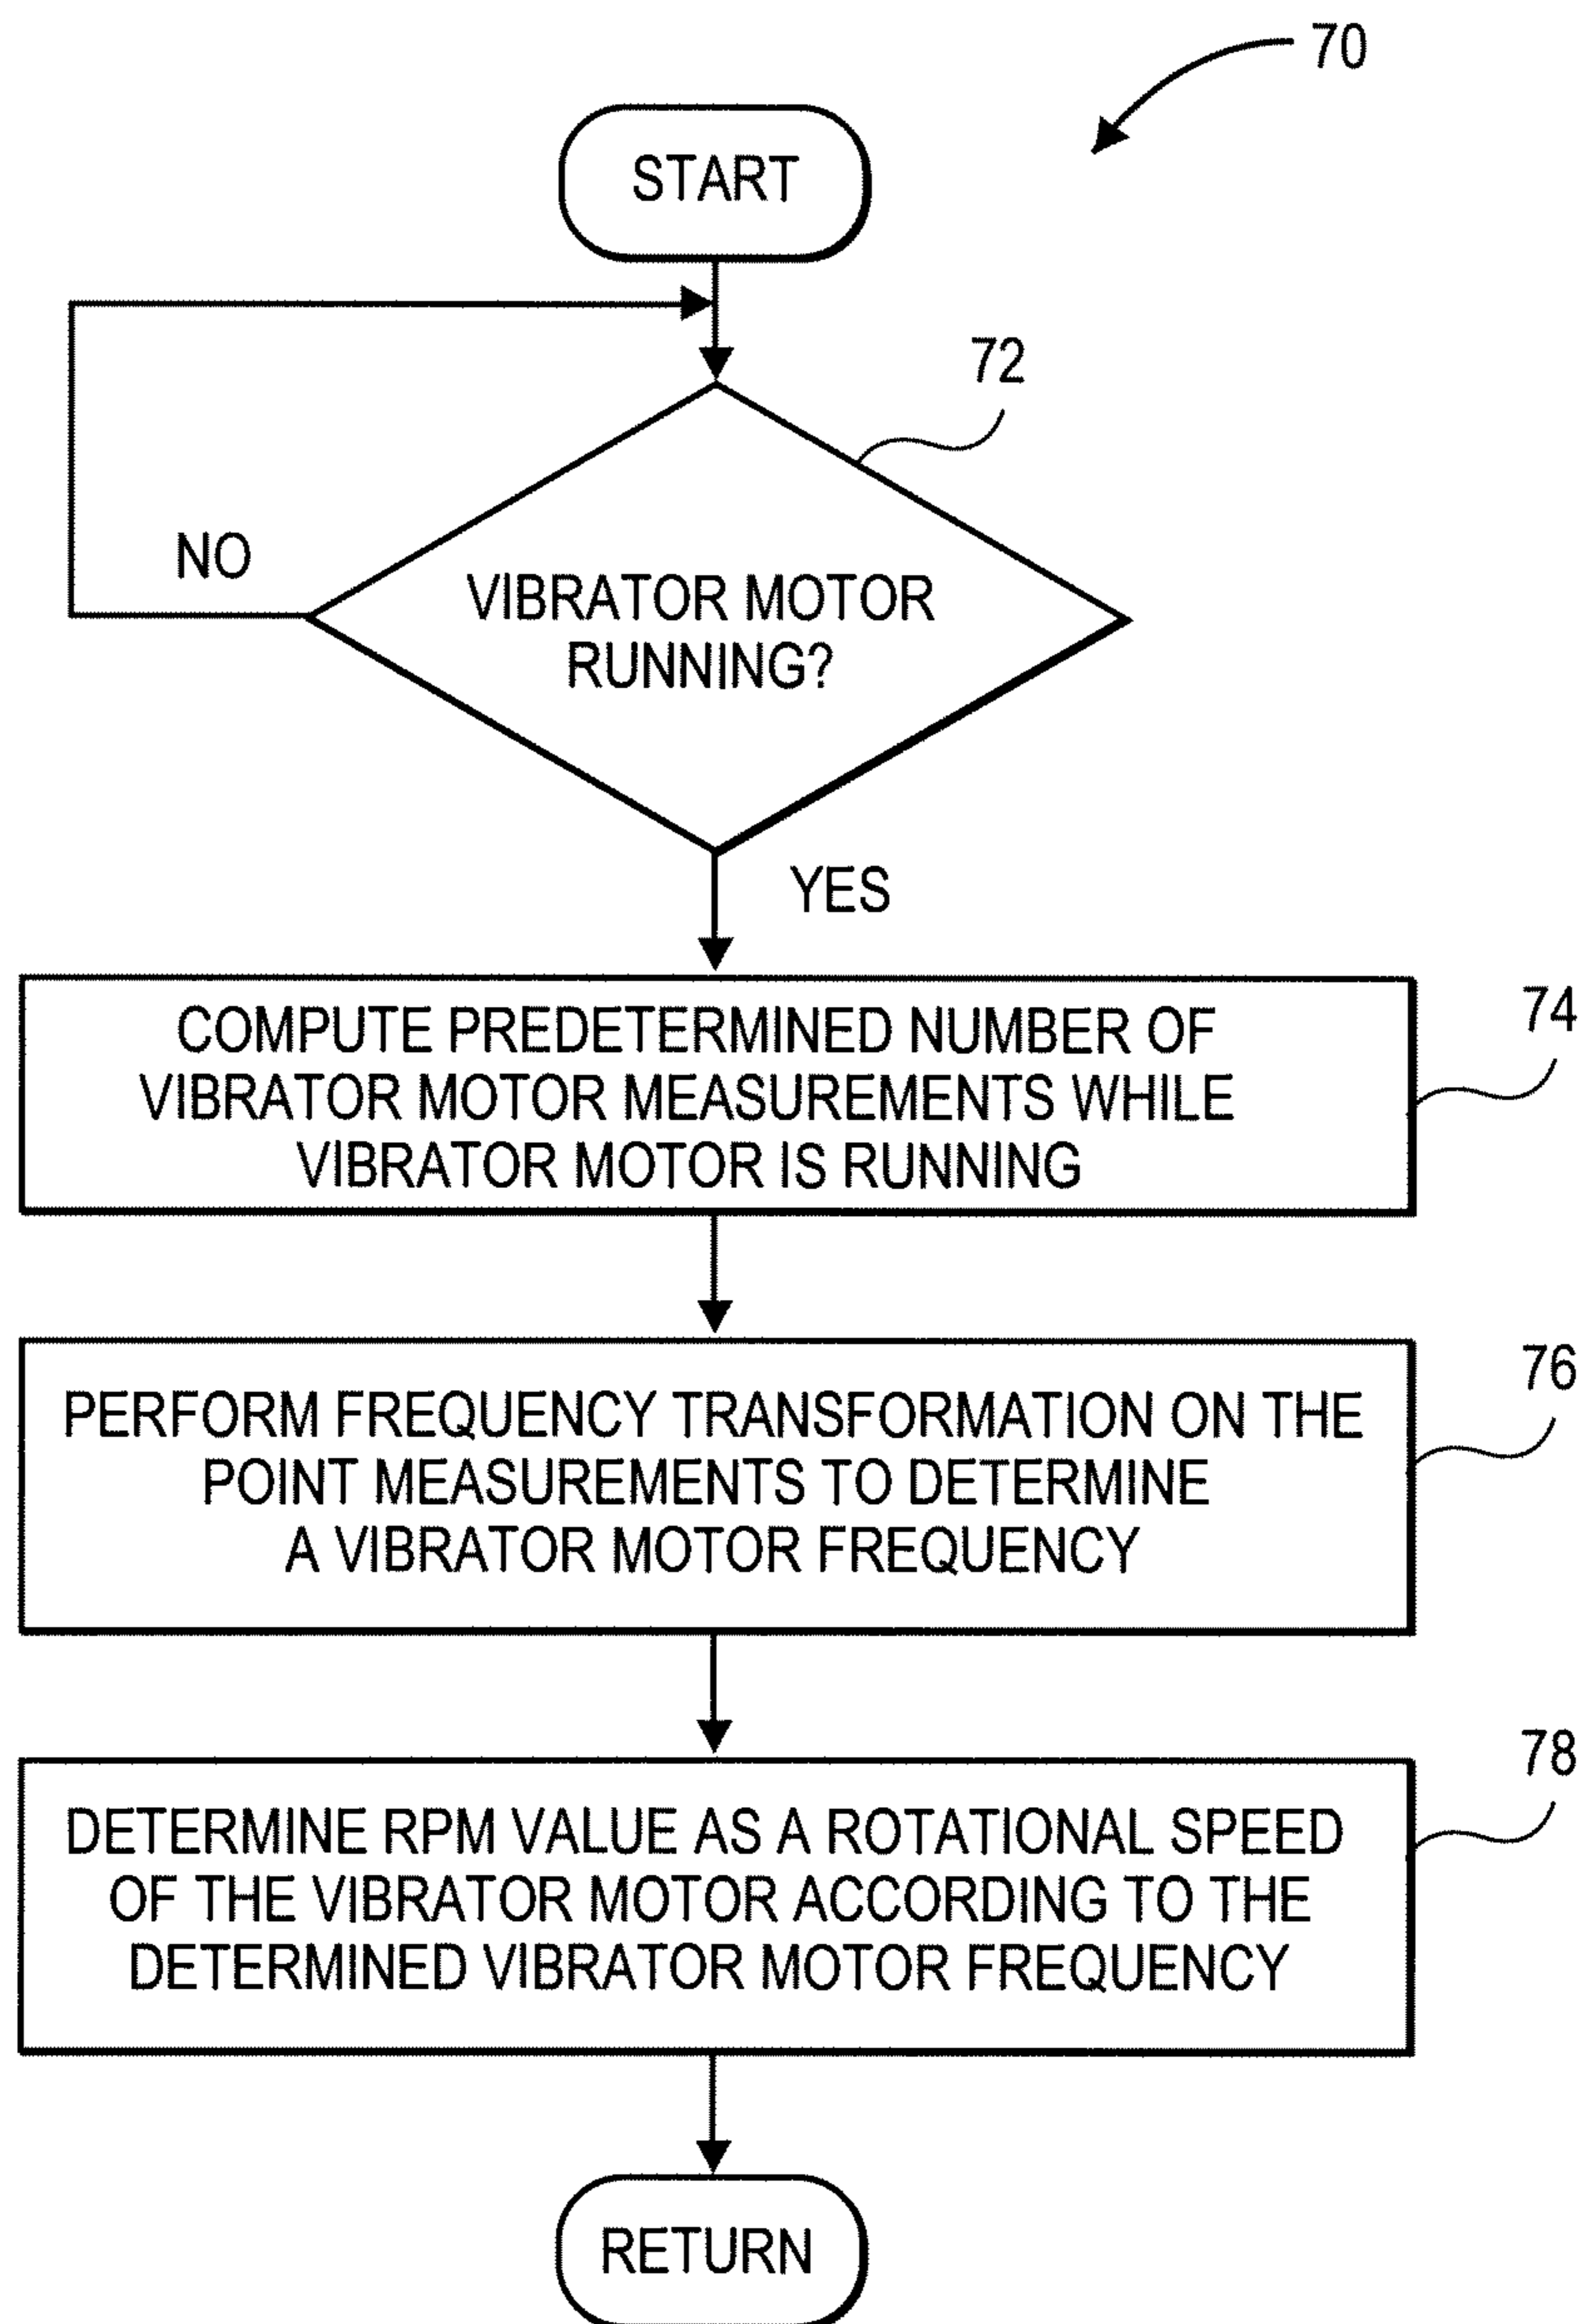 70
START
72
NO
VIBRATOR MOTOR
RUNNING?
YES
74
COMPUTE PREDETERMINED NUMBER OF
VIBRATOR MOTOR MEASUREMENTS WHILE
VIBRATOR MOTOR IS RUNNING
76
PERFORM FREQUENCY TRANSFORMATION ON THE
POINT MEASUREMENTS TO DETERMINE
A VIBRATOR MOTOR FREQUENCY
78
DETERMINE RPM VALUE AS A ROTATIONAL SPEED
OF THE VIBRATOR MOTOR ACCORDING TO THE
DETERMINED VIBRATOR MOTOR FREQUENCY
RETURN